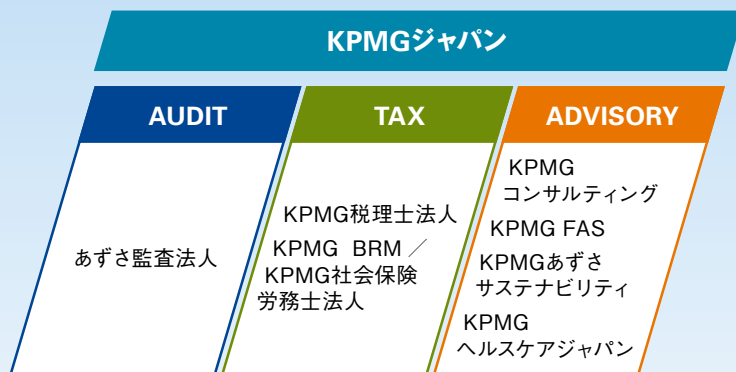 KPMGジャパン
AUDIT
あずさ監査法人
TAX
KPMG税理士法人
KPMG BRM／
KPMG社会保険
労務士法人
ADVISORY
KPMG
コンサルティング
KPMG FAS
KPMGあずさ
サステナビリティ
KPMG
ヘルスケアジャパン